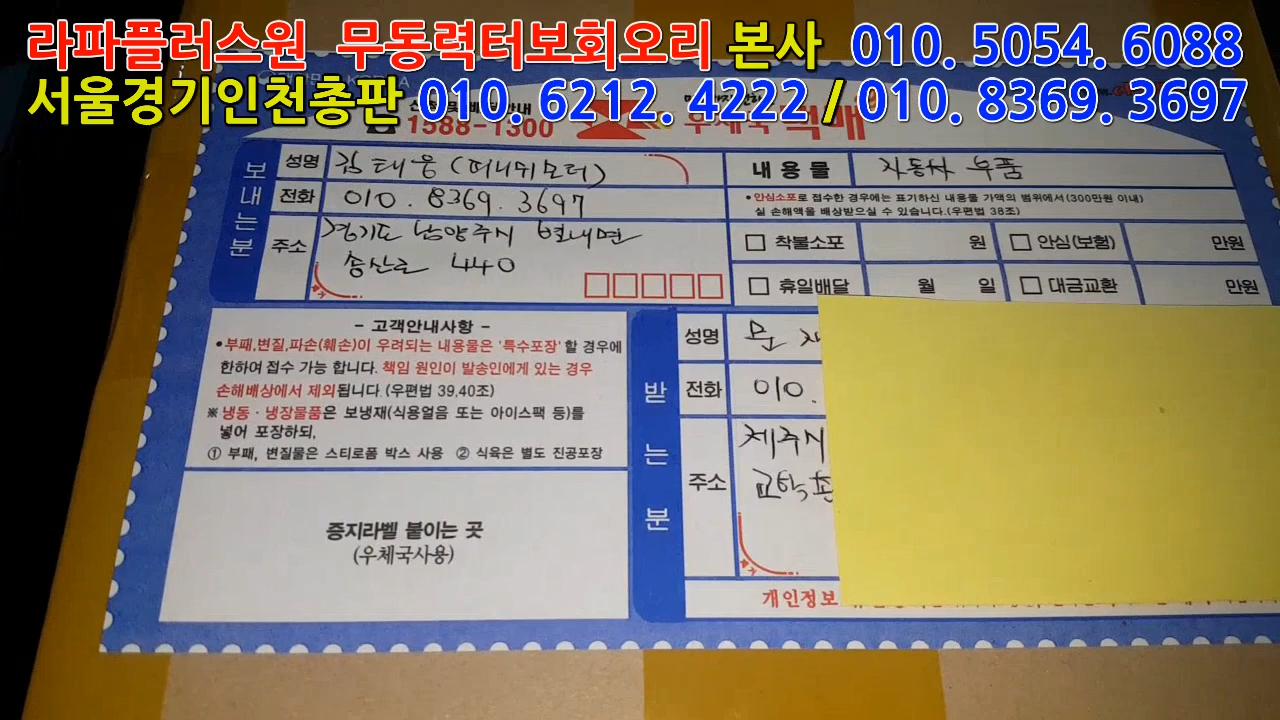 라파플러스원 무동력터보회오리 본사 010. 5054. 6088
서울경기인천총판 010. 6212. 4222 / 010. 8369. 3697
KOREA
1588-1300
우체국 택배
보내는분
성명 김태웅(머니위모터)
전화 010. 8369. 3697
주소 경기도 남양주시 별내면
송산로 440
내용물 자동차 부품
• 안심소포로 접수한 경우에는 표기하신 내용물 가액의 범위에서(300만원 이내)
실 손해액을 배상받으실 수 있습니다.(우편법 38조)
착불소포 원 안심(보험) 만원
휴일배달 월 일 대금교환 만원
- 고객안내사항 -
• 부패,변질,파손(훼손)이 우려되는 내용물은 '특수포장' 할 경우에
한하여 접수 가능 합니다. 책임 원인이 발송인에게 있는 경우
손해배상에서 제외됩니다.(우편법 39,40조)
※ 냉동·냉장물품은 보냉재(식용얼음 또는 아이스팩 등)를
넣어 포장하되,
① 부패, 변질물은 스티로폼 박스 사용 ② 식육은 별도 진공포장
증지라벨 붙이는 곳
(우체국사용)
받는분
성명 문
전화 010.
주소 제주시
개인정보